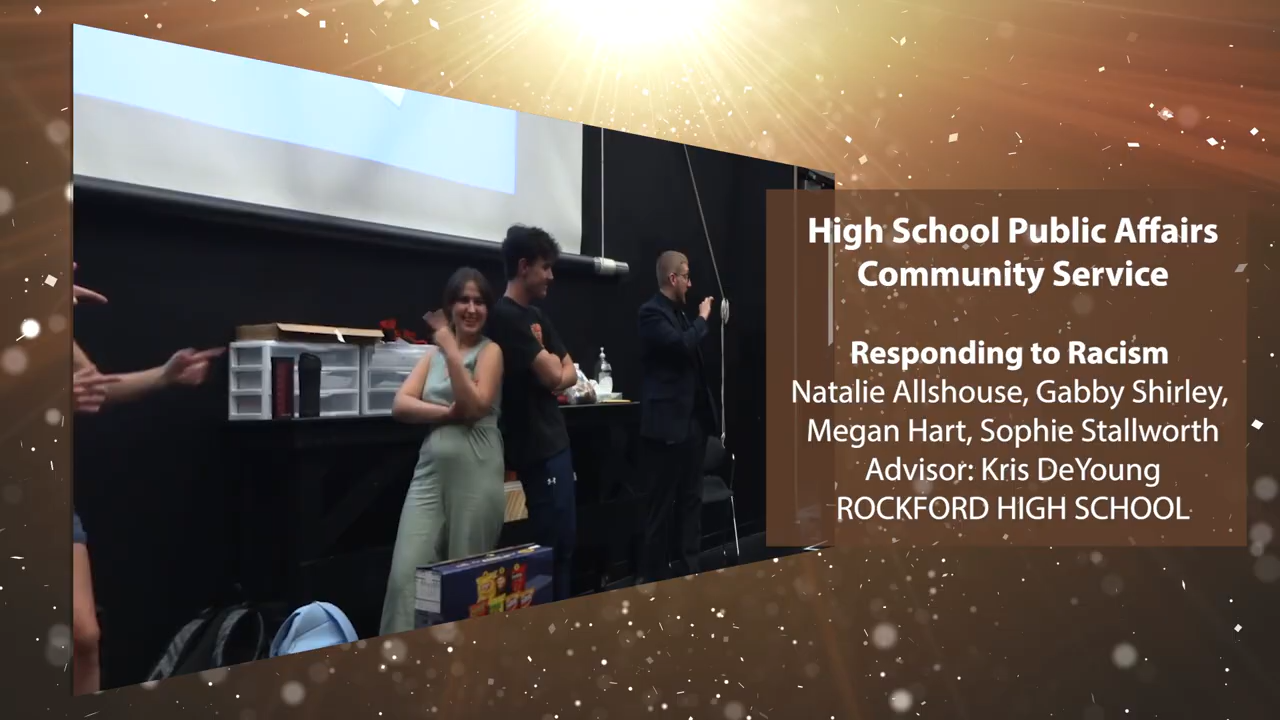 High School Public Affairs
Community Service
Responding to Racism
Natalie Allshouse, Gabby Shirley,
Megan Hart, Sophie Stallworth
Advisor: Kris DeYoung
ROCKFORD HIGH SCHOOL